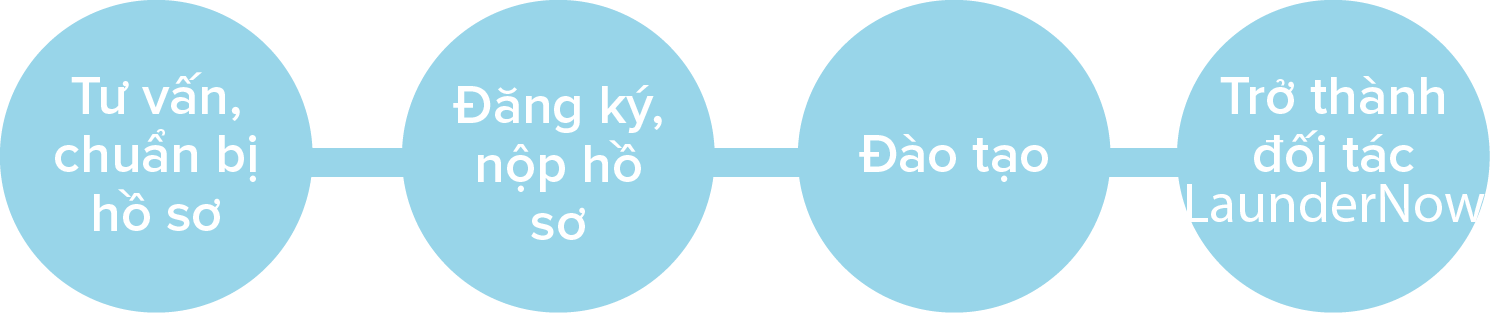 Tư vấn,
chuẩn bị
hồ sơ
Đăng ký,
nộp hồ
sơ
Đào tạo
Trở thành
đối tác
LaunderNow